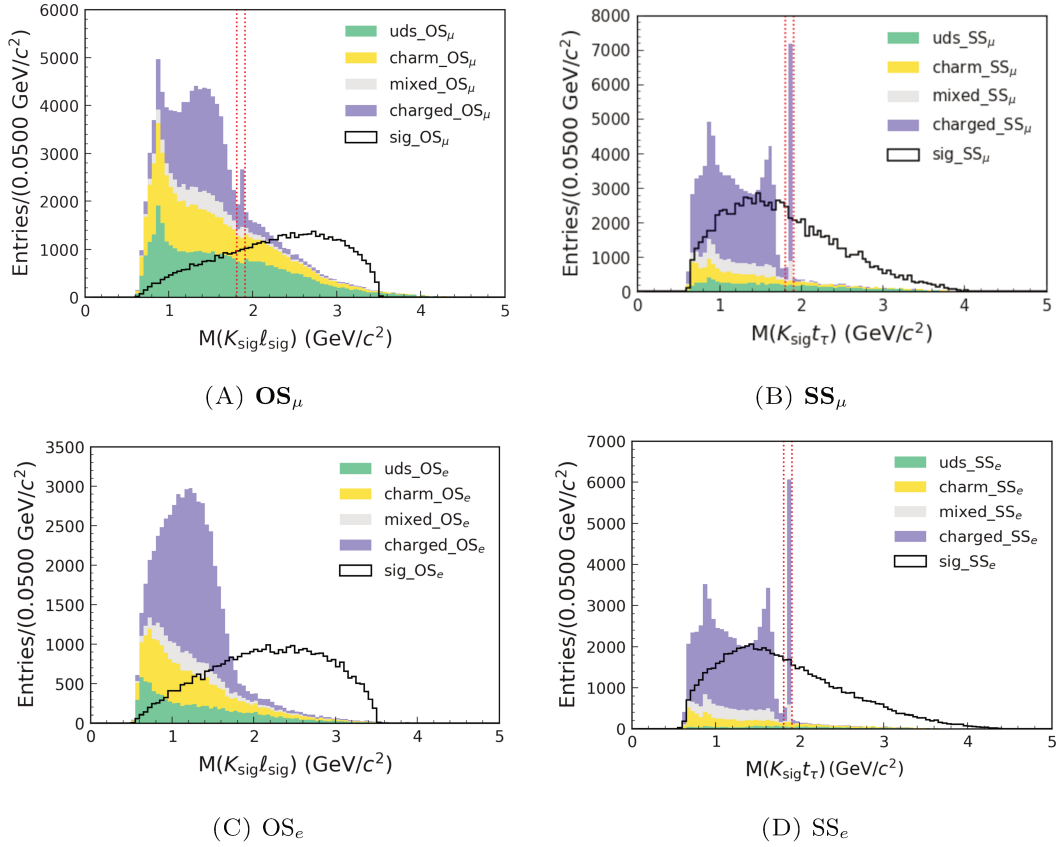 6000
5000
4000
3000
2000
1000
0
0 1 2 3 4 5
Entries/(0.0500 GeV/c²)
M(K_sig ℓ_sig) (GeV/c²)
uds_OS_μ
charm_OS_μ
mixed_OS_μ
charged_OS_μ
sig_OS_μ
(A) OS_μ
8000
7000
6000
5000
4000
3000
2000
1000
0
0 1 2 3 4 5
Entries/(0.0500 GeV/c²)
M(K_sig t_τ) (GeV/c²)
uds_SS_μ
charm_SS_μ
mixed_SS_μ
charged_SS_μ
sig_SS_μ
(B) SS_μ
3500
3000
2500
2000
1500
1000
500
0
0 1 2 3 4 5
Entries/(0.0500 GeV/c²)
M(K_sig ℓ_sig) (GeV/c²)
uds_OS_e
charm_OS_e
mixed_OS_e
charged_OS_e
sig_OS_e
(C) OS_e
7000
6000
5000
4000
3000
2000
1000
0
0 1 2 3 4 5
Entries/(0.0500 GeV/c²)
M(K_sig t_τ) (GeV/c²)
uds_SS_e
charm_SS_e
mixed_SS_e
charged_SS_e
sig_SS_e
(D) SS_e